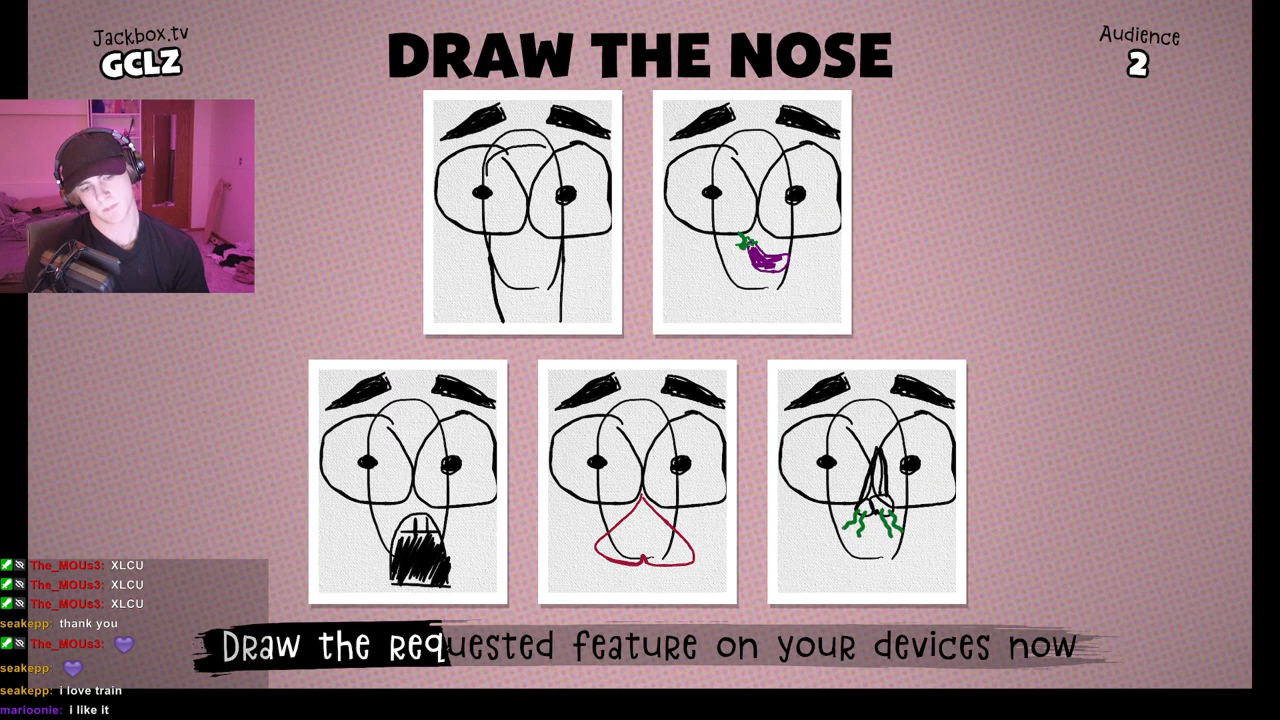 Jackbox.tv
GCLZ
DRAW THE NOSE
Audience
2
The_MOUs3: XLCU
The_MOUs3: XLCU
The_MOUs3: XLCU
seakepp: thank you
The_MOUs3: 💜
seakepp: 💜
seakepp: i love train
marioonie: i like it
Draw the requested feature on your devices now